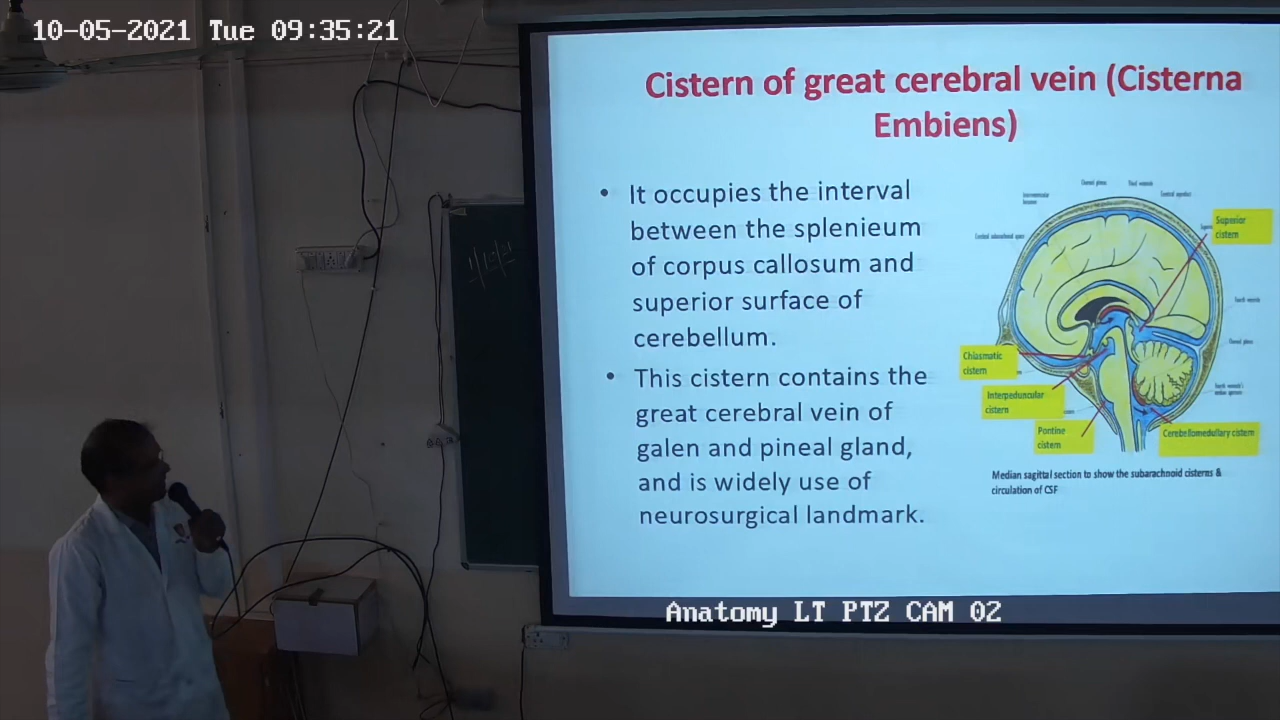 10-05-2021 Tue 09:35:21
Cistern of great cerebral vein (Cisterna
Embiens)
• It occupies the interval
between the splenieum
of corpus callosum and
superior surface of
cerebellum.
• This cistern contains the
great cerebral vein of
galen and pineal gland,
and is widely use of
neurosurgical landmark.
Superior
cistern
Chiasmatic
cistern
Interpeduncular
cistern
Pontine
cistern
Cerebellomedullary cistern
Median sagittal section to show the subarachnoid cisterns &
circulation of CSF
Anatomy LT PTZ CAM 02